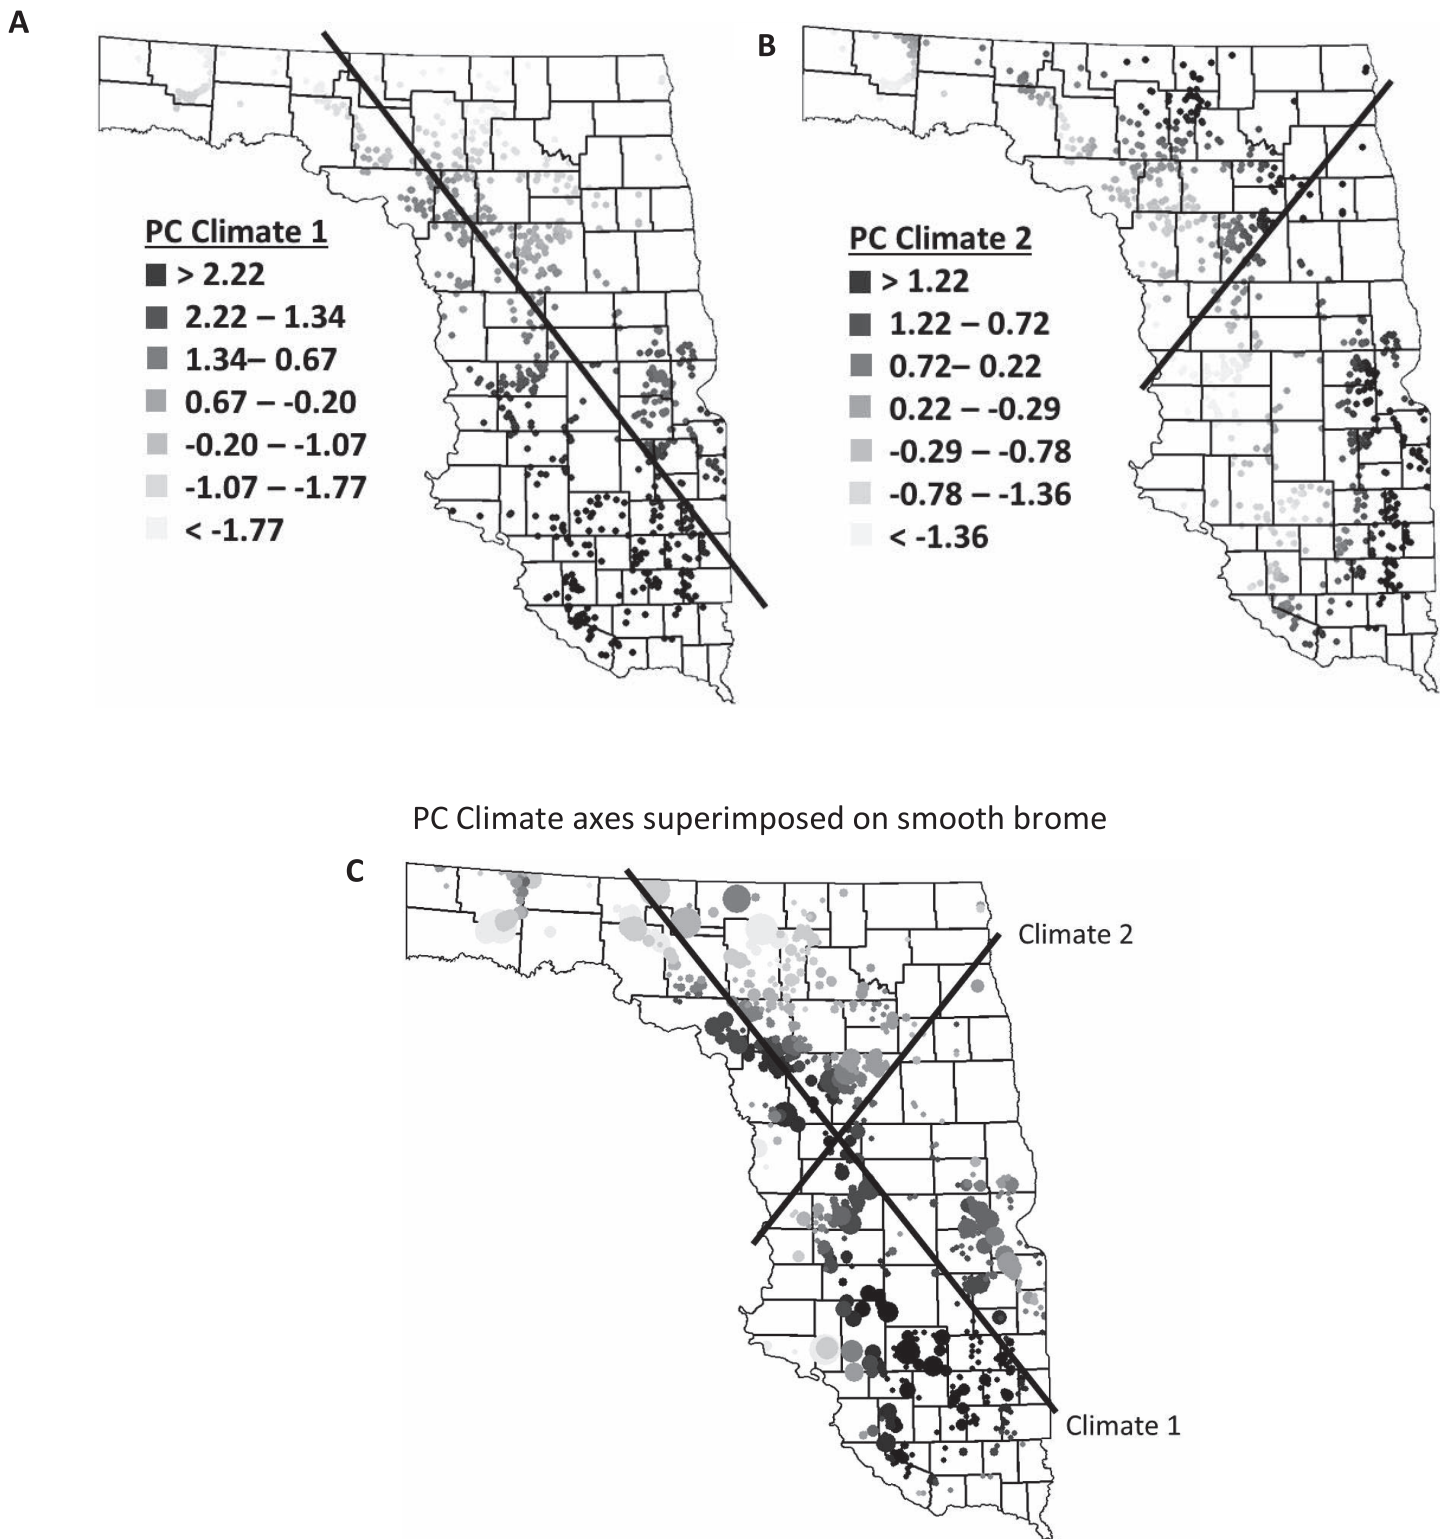 A
B
PC Climate 1
> 2.22
2.22 – 1.34
1.34– 0.67
0.67 – -0.20
-0.20 – -1.07
-1.07 – -1.77
< -1.77
PC Climate 2
> 1.22
1.22 – 0.72
0.72– 0.22
0.22 – -0.29
-0.29 – -0.78
-0.78 – -1.36
< -1.36
PC Climate axes superimposed on smooth brome
C
Climate 2
Climate 1